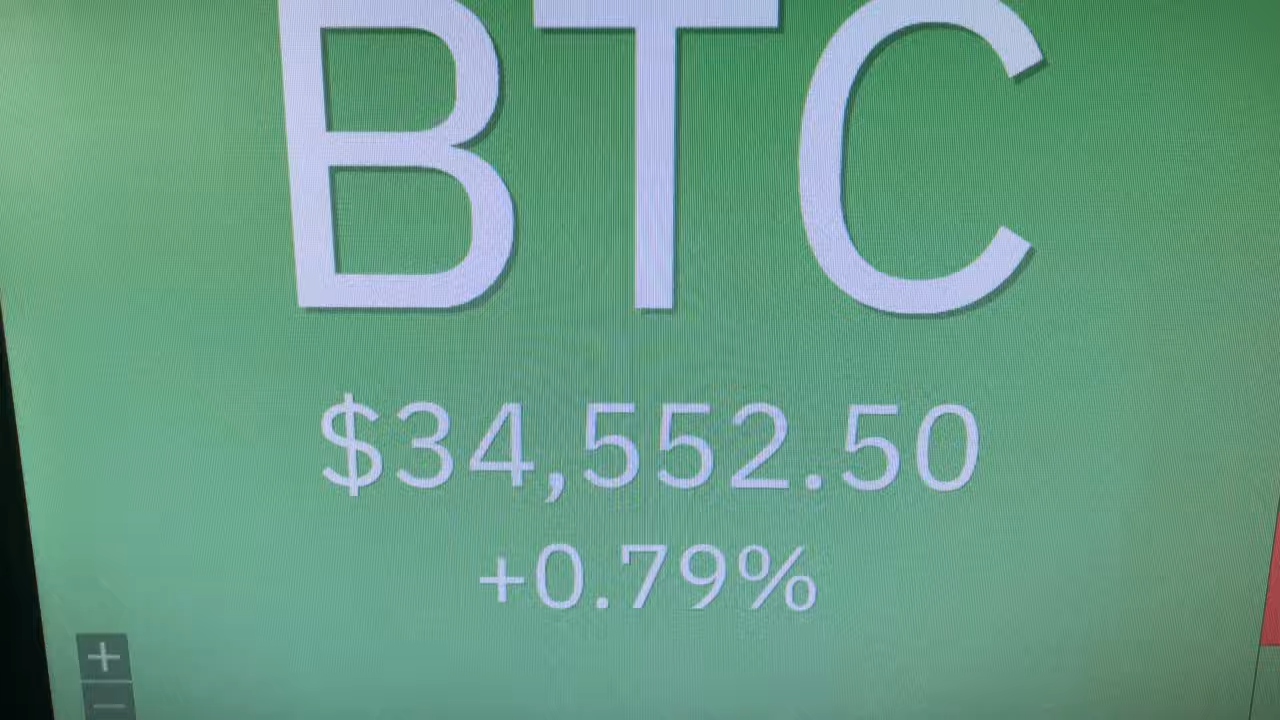 BTC
$34,552.50
+0.79%
+
−